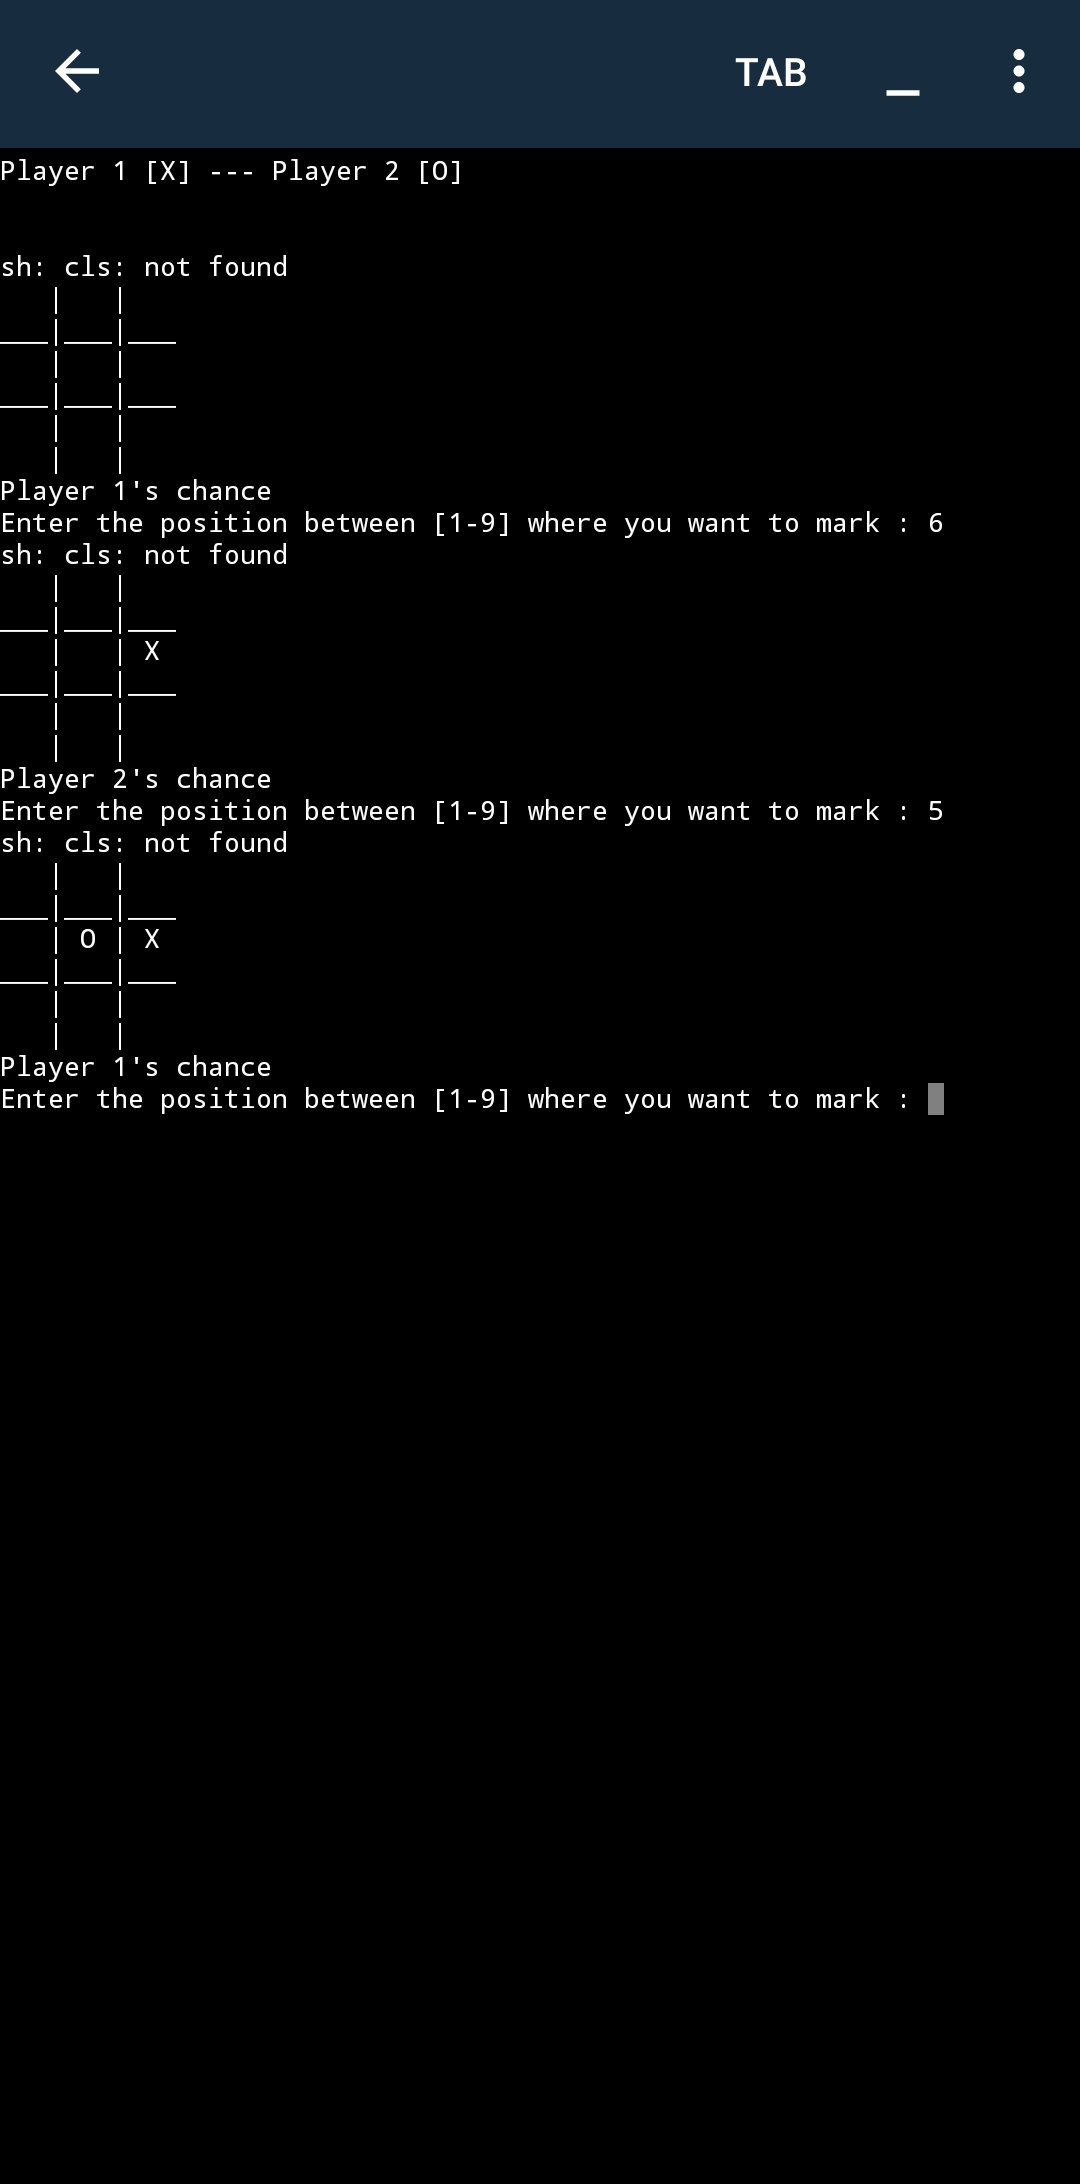 TAB _
Player 1 [X] --- Player 2 [O]
sh: cls: not found
   |   |
___|___|___
   |   |
___|___|___
   |   |
   |   |
Player 1's chance
Enter the position between [1-9] where you want to mark : 6
sh: cls: not found
   |   |
___|___|___
   |   | X
___|___|___
   |   |
   |   |
Player 2's chance
Enter the position between [1-9] where you want to mark : 5
sh: cls: not found
   |   |
___|___|___
   | O | X
___|___|___
   |   |
   |   |
Player 1's chance
Enter the position between [1-9] where you want to mark :